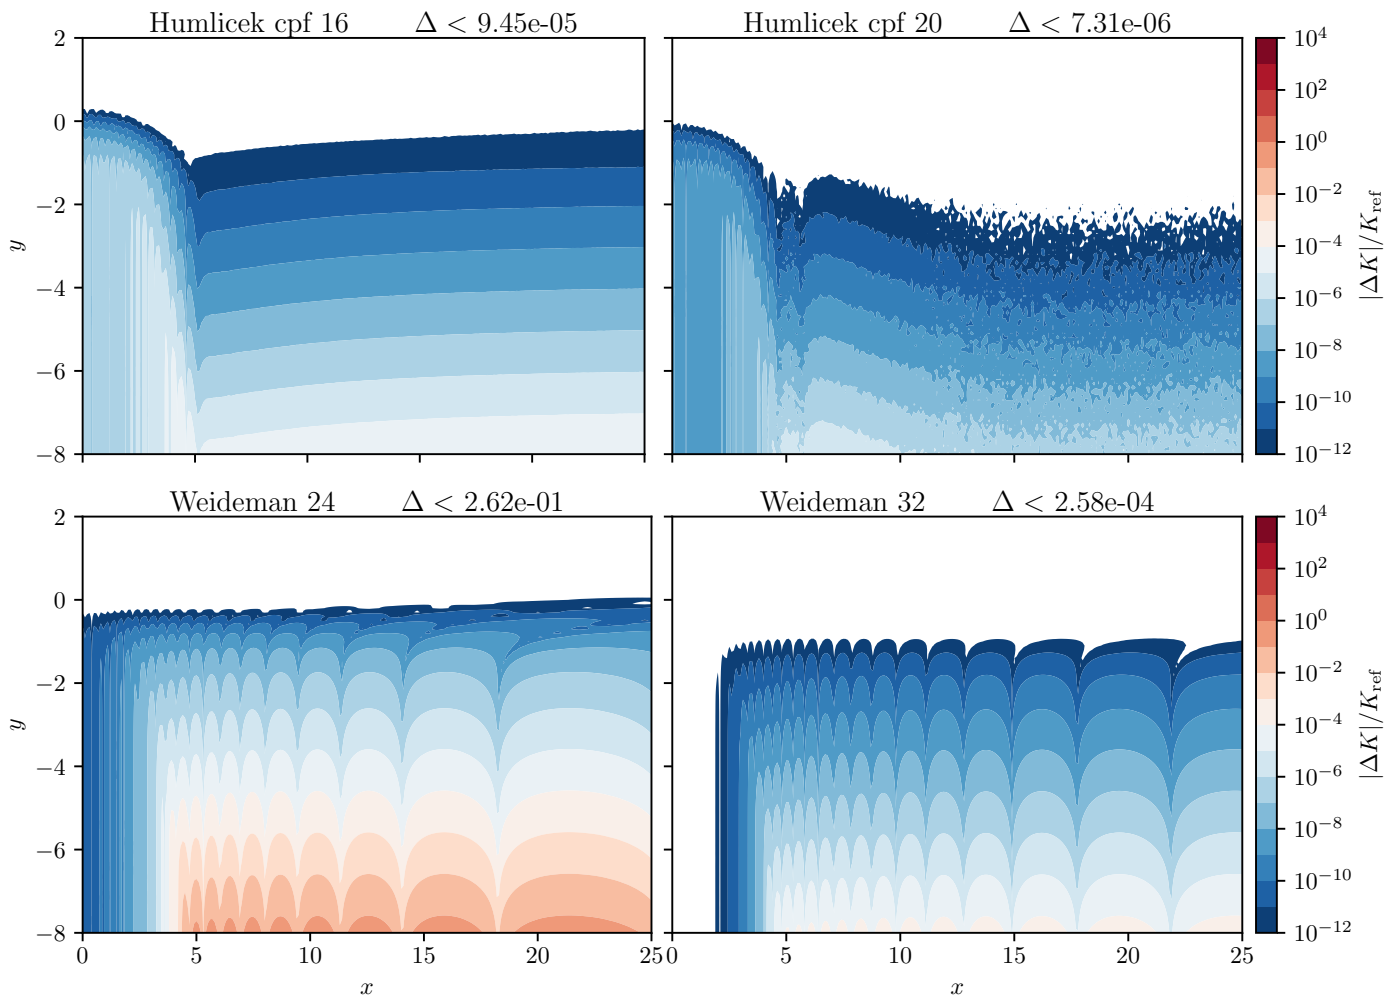 Humlicek cpf 16 Δ < 9.45e-05
Humlicek cpf 20 Δ < 7.31e-06
2
0
−2
−4
−6
−8
y
10^4
10^2
10^0
10^−2
10^−4
10^−6
10^−8
10^−10
10^−12
|ΔK|/K_ref
Weideman 24 Δ < 2.62e-01
Weideman 32 Δ < 2.58e-04
2
0
−2
−4
−6
−8
y
0 5 10 15 20 25
x
0 5 10 15 20 25
x
10^4
10^2
10^0
10^−2
10^−4
10^−6
10^−8
10^−10
10^−12
|ΔK|/K_ref